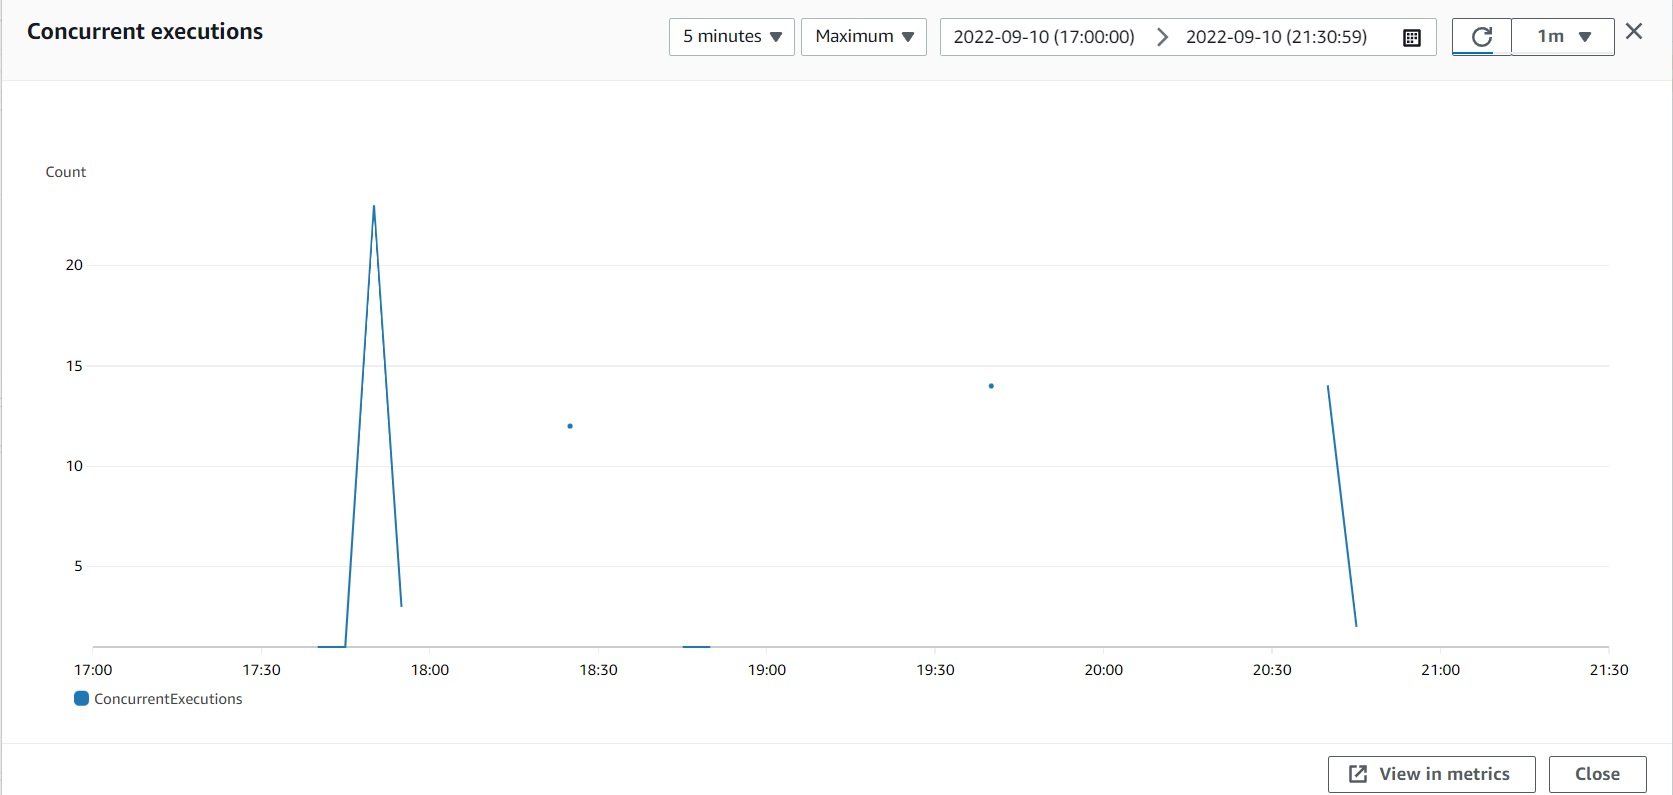 Concurrent executions
5 minutes
Maximum
2022-09-10 (17:00:00)
2022-09-10 (21:30:59)
1m
Count
20
15
10
5
17:00
17:30
18:00
18:30
19:00
19:30
20:00
20:30
21:00
21:30
ConcurrentExecutions
View in metrics
Close